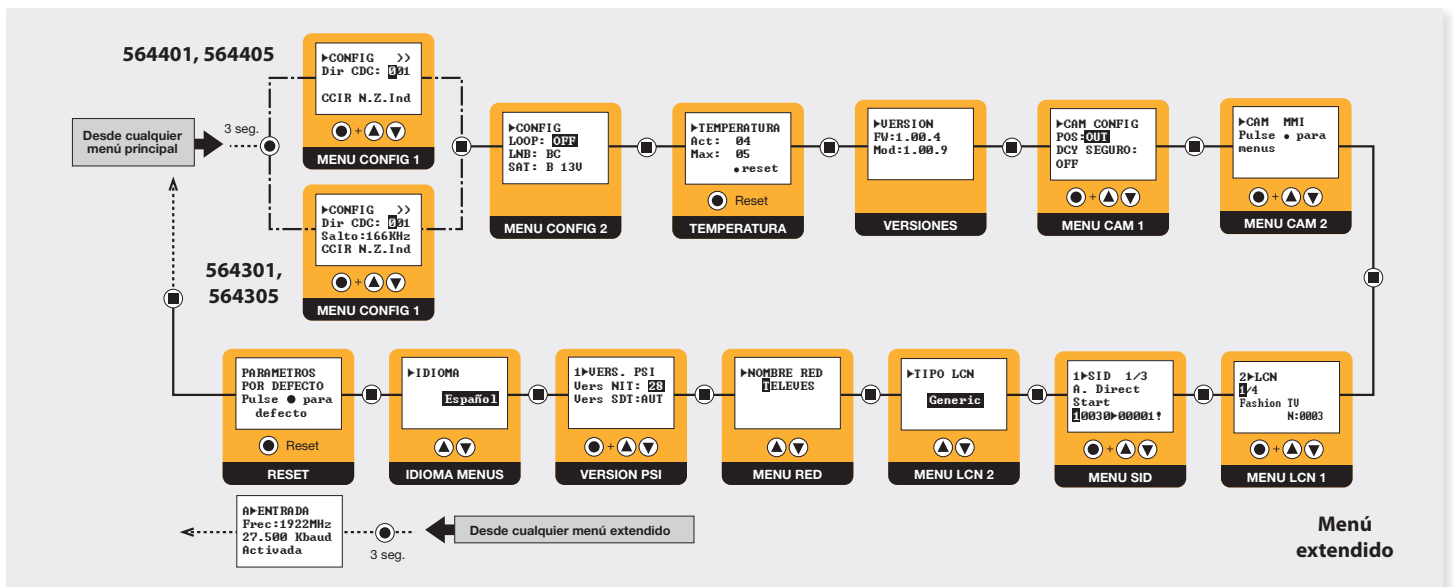 564401, 564405
Desde cualquier
menú principal
3 seg.
▶CONFIG >>
Dir CDC: 001
CCIR N.Z.Ind
+
MENU CONFIG 1
▶CONFIG >>
Dir CDC: 001
Salto:166KHz
CCIR N.Z.Ind
+
MENU CONFIG 1
564301,
564305
▶CONFIG
LOOP: OFF
LNB: BC
SAT: B 13V
MENU CONFIG 2
▶TEMPERATURA
Act: 04
Max: 05
●reset
Reset
TEMPERATURA
▶VERSION
FW:1.00.4
Mod:1.00.9
VERSIONES
▶CAM CONFIG
POS:OUT
DCY SEGURO:
OFF
+
MENU CAM 1
▶CAM MMI
Pulse ● para
menus
+
MENU CAM 2
PARAMETROS
POR DEFECTO
Pulse ● para
defecto
Reset
RESET
▶IDIOMA
Español
IDIOMA MENUS
1▶VERS. PSI
Vers NIT: 28
Vers SDT:AUT
+
VERSION PSI
▶NOMBRE RED
TELEVES
MENU RED
▶TIPO LCN
Generic
MENU LCN 2
1▶SID 1/3
A. Direct
Start
10030▶00001!
+
MENU SID
2▶LCN
1/4
Fashion TV
N:0003
+
MENU LCN 1
A▶ENTRADA
Frec:1922MHz
27.500 Kbaud
Activada
3 seg.
Desde cualquier menú extendido
Menú
extendido